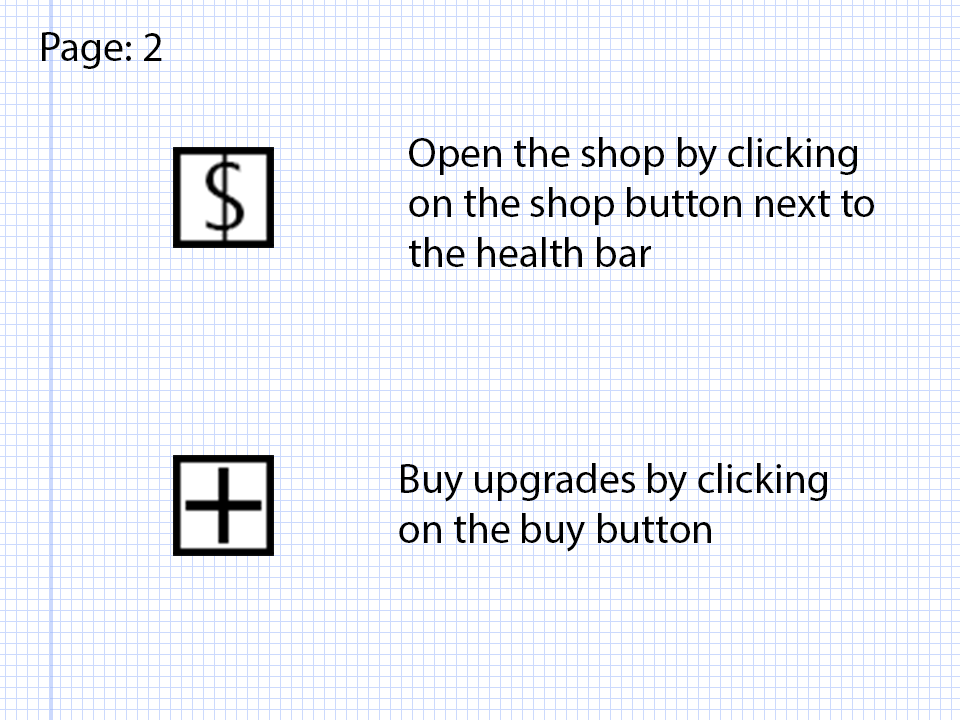 Page: 2
$
Open the shop by clicking
on the shop button next to
the health bar
+
Buy upgrades by clicking
on the buy button